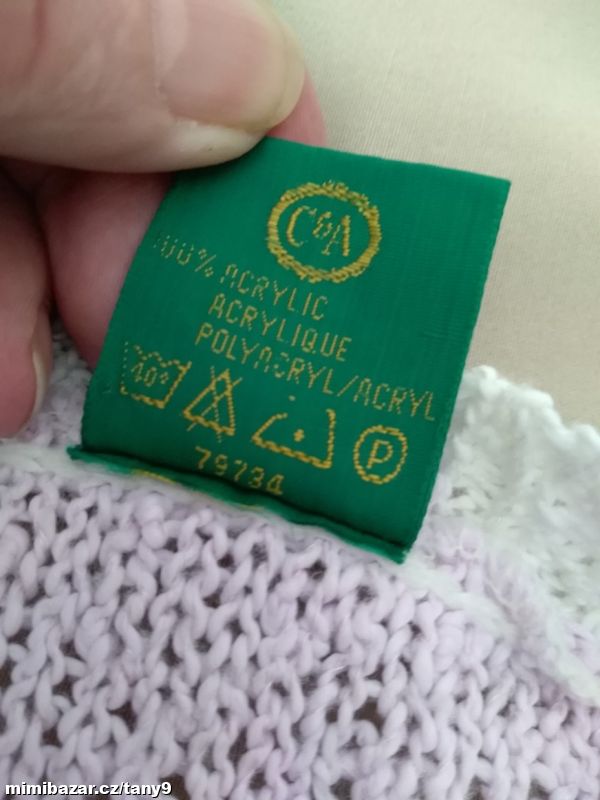 C&A
100% ACRYLIC
ACRYLIQUE
POLYACRYL/ACRYL
40°
P
79734
mimibazar.cz/tany9